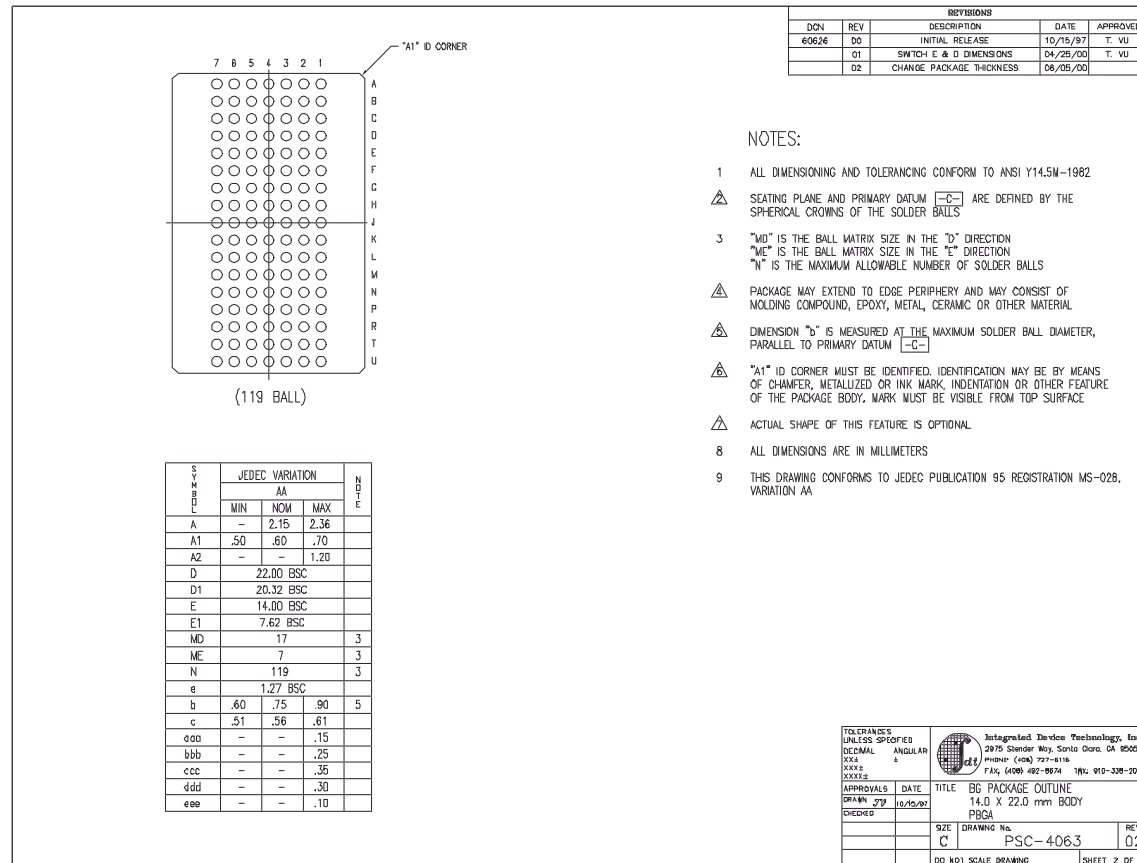 REVISIONS
DCN REV DESCRIPTION DATE APPROVED
60626 00 INITIAL RELEASE 10/15/97 T. VU
01 SWITCH E & D DIMENSIONS 04/25/00 T. VU
02 CHANGE PACKAGE THICKNESS 06/05/00
"A1" ID CORNER
7 6 5 4 3 2 1
A
B
C
D
E
F
G
H
J
K
L
M
N
P
R
T
U
(119 BALL)
NOTES:
1 ALL DIMENSIONING AND TOLERANCING CONFORM TO ANSI Y14.5M-1982
2 SEATING PLANE AND PRIMARY DATUM -C- ARE DEFINED BY THE
SPHERICAL CROWNS OF THE SOLDER BALLS
3 "MD" IS THE BALL MATRIX SIZE IN THE "D" DIRECTION
"ME" IS THE BALL MATRIX SIZE IN THE "E" DIRECTION
"N" IS THE MAXIMUM ALLOWABLE NUMBER OF SOLDER BALLS
4 PACKAGE MAY EXTEND TO EDGE PERIPHERY AND MAY CONSIST OF
MOLDING COMPOUND, EPOXY, METAL, CERAMIC OR OTHER MATERIAL
5 DIMENSION "b" IS MEASURED AT THE MAXIMUM SOLDER BALL DIAMETER,
PARALLEL TO PRIMARY DATUM -C-
6 "A1" ID CORNER MUST BE IDENTIFIED. IDENTIFICATION MAY BE BY MEANS
OF CHAMFER, METALLIZED OR INK MARK, INDENTATION OR OTHER FEATURE
OF THE PACKAGE BODY. MARK MUST BE VISIBLE FROM TOP SURFACE
7 ACTUAL SHAPE OF THIS FEATURE IS OPTIONAL
8 ALL DIMENSIONS ARE IN MILLIMETERS
9 THIS DRAWING CONFORMS TO JEDEC PUBLICATION 95 REGISTRATION MS-028,
VARIATION AA
SYMBOL JEDEC VARIATION NOTE
AA
MIN NOM MAX
A - 2.15 2.36
A1 .50 .60 .70
A2 - - 1.20
D 22.00 BSC
D1 20.32 BSC
E 14.00 BSC
E1 7.62 BSC
MD 17 3
ME 7 3
N 119 3
e 1.27 BSC
b .60 .75 .90 5
c .51 .56 .61
aaa - - .15
bbb - - .25
ccc - - .35
ddd - - .30
eee - - .10
TOLERANCES
UNLESS SPECIFIED
DECIMAL ANGULAR
XX± ±
XXX±
XXXX±
idt
Integrated Device Technology, Inc
2975 Stender Way, Santa Clara, CA 9505
PHONE: (408) 727-6116
FAX: (408) 492-8674 TWX: 910-338-20
APPROVALS DATE
DRAWN TV 10/15/97
CHECKED
TITLE BG PACKAGE OUTLINE
14.0 X 22.0 mm BODY
PBGA
SIZE DRAWING No. REV
C PSC-4063 02
DO NOT SCALE DRAWING SHEET 2 OF